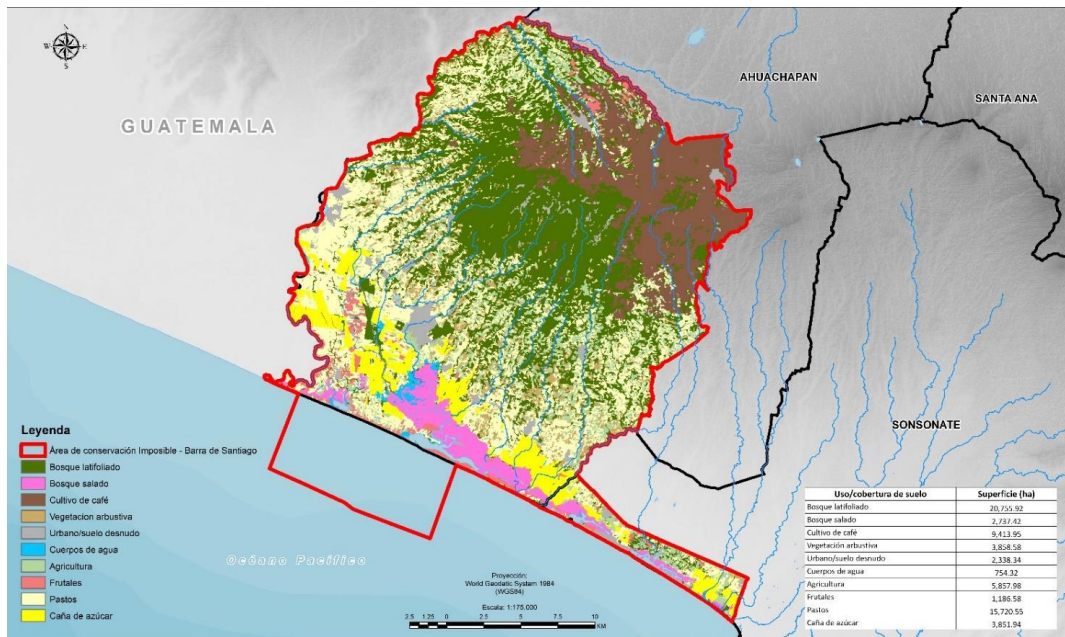 N
W E
S
GUATEMALA
AHUACHAPAN
SANTA ANA
SONSONATE
Océano Pacífico
Leyenda
Área de conservación Imposible - Barra de Santiago
Bosque latifoliado
Bosque salado
Cultivo de café
Vegetacion arbustiva
Urbano/suelo desnudo
Cuerpos de agua
Agricultura
Frutales
Pastos
Caña de azúcar
Proyección:
World Geodetic System 1984
(WGS84)
Escala: 1:175,000
2.5 1.25 0 2.5 5 7.5 10
KM
Uso/cobertura de suelo Superficie (ha)
Bosque latifoliado 20,755.92
Bosque salado 2,737.42
Cultivo de café 9,413.95
Vegetación arbustiva 3,858.58
Urbano/suelo desnudo 2,338.34
Cuerpos de agua 754.32
Agricultura 5,857.98
Frutales 1,186.58
Pastos 15,720.55
Caña de azúcar 3,851.94